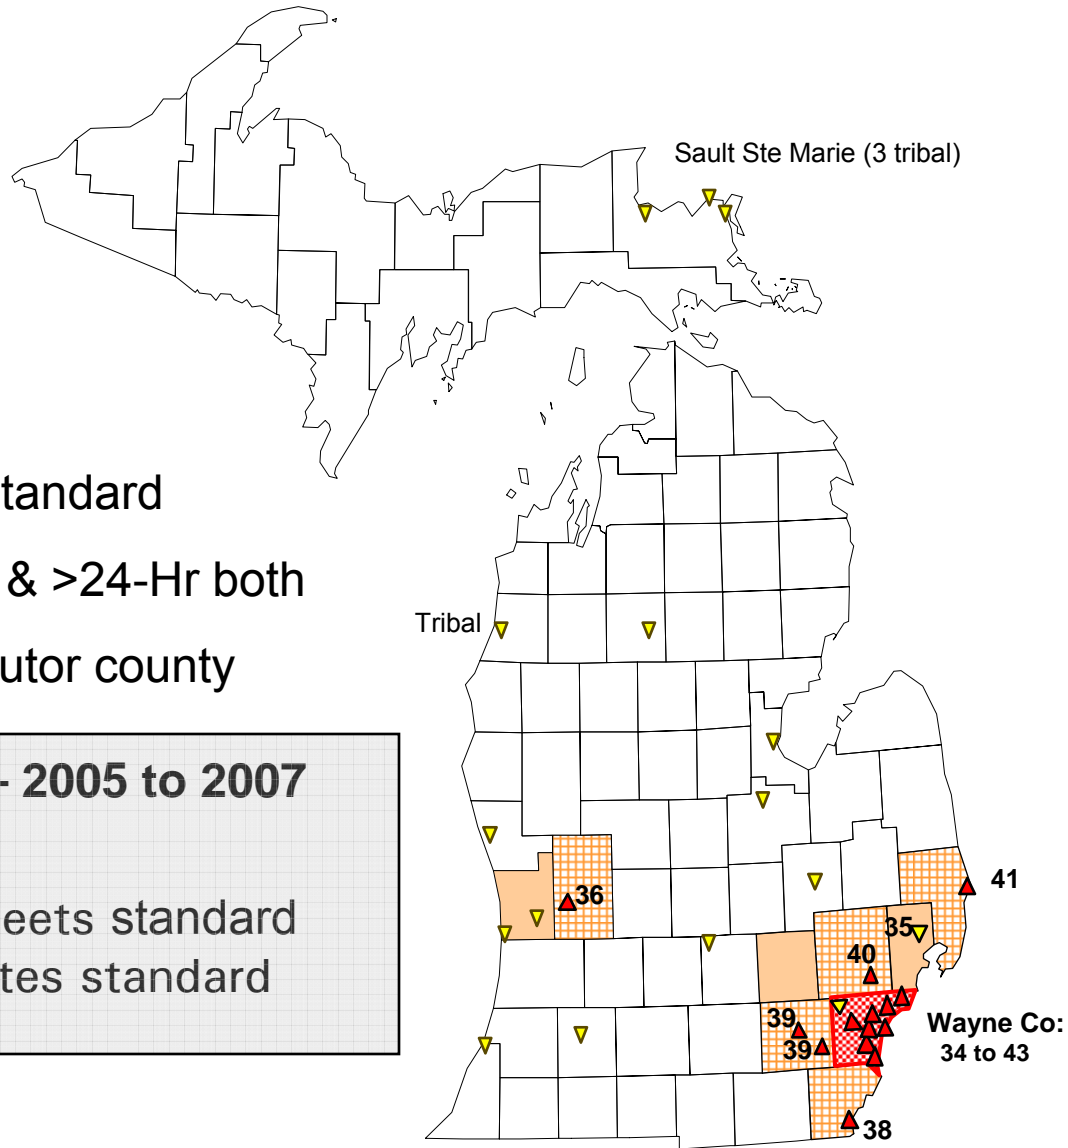 Sault Ste Marie (3 tribal)
tandard
& >24-Hr both
Tribal
utor county
- 2005 to 2007
eets standard
tes standard
36
41
35
40
39
39
Wayne Co:
34 to 43
38